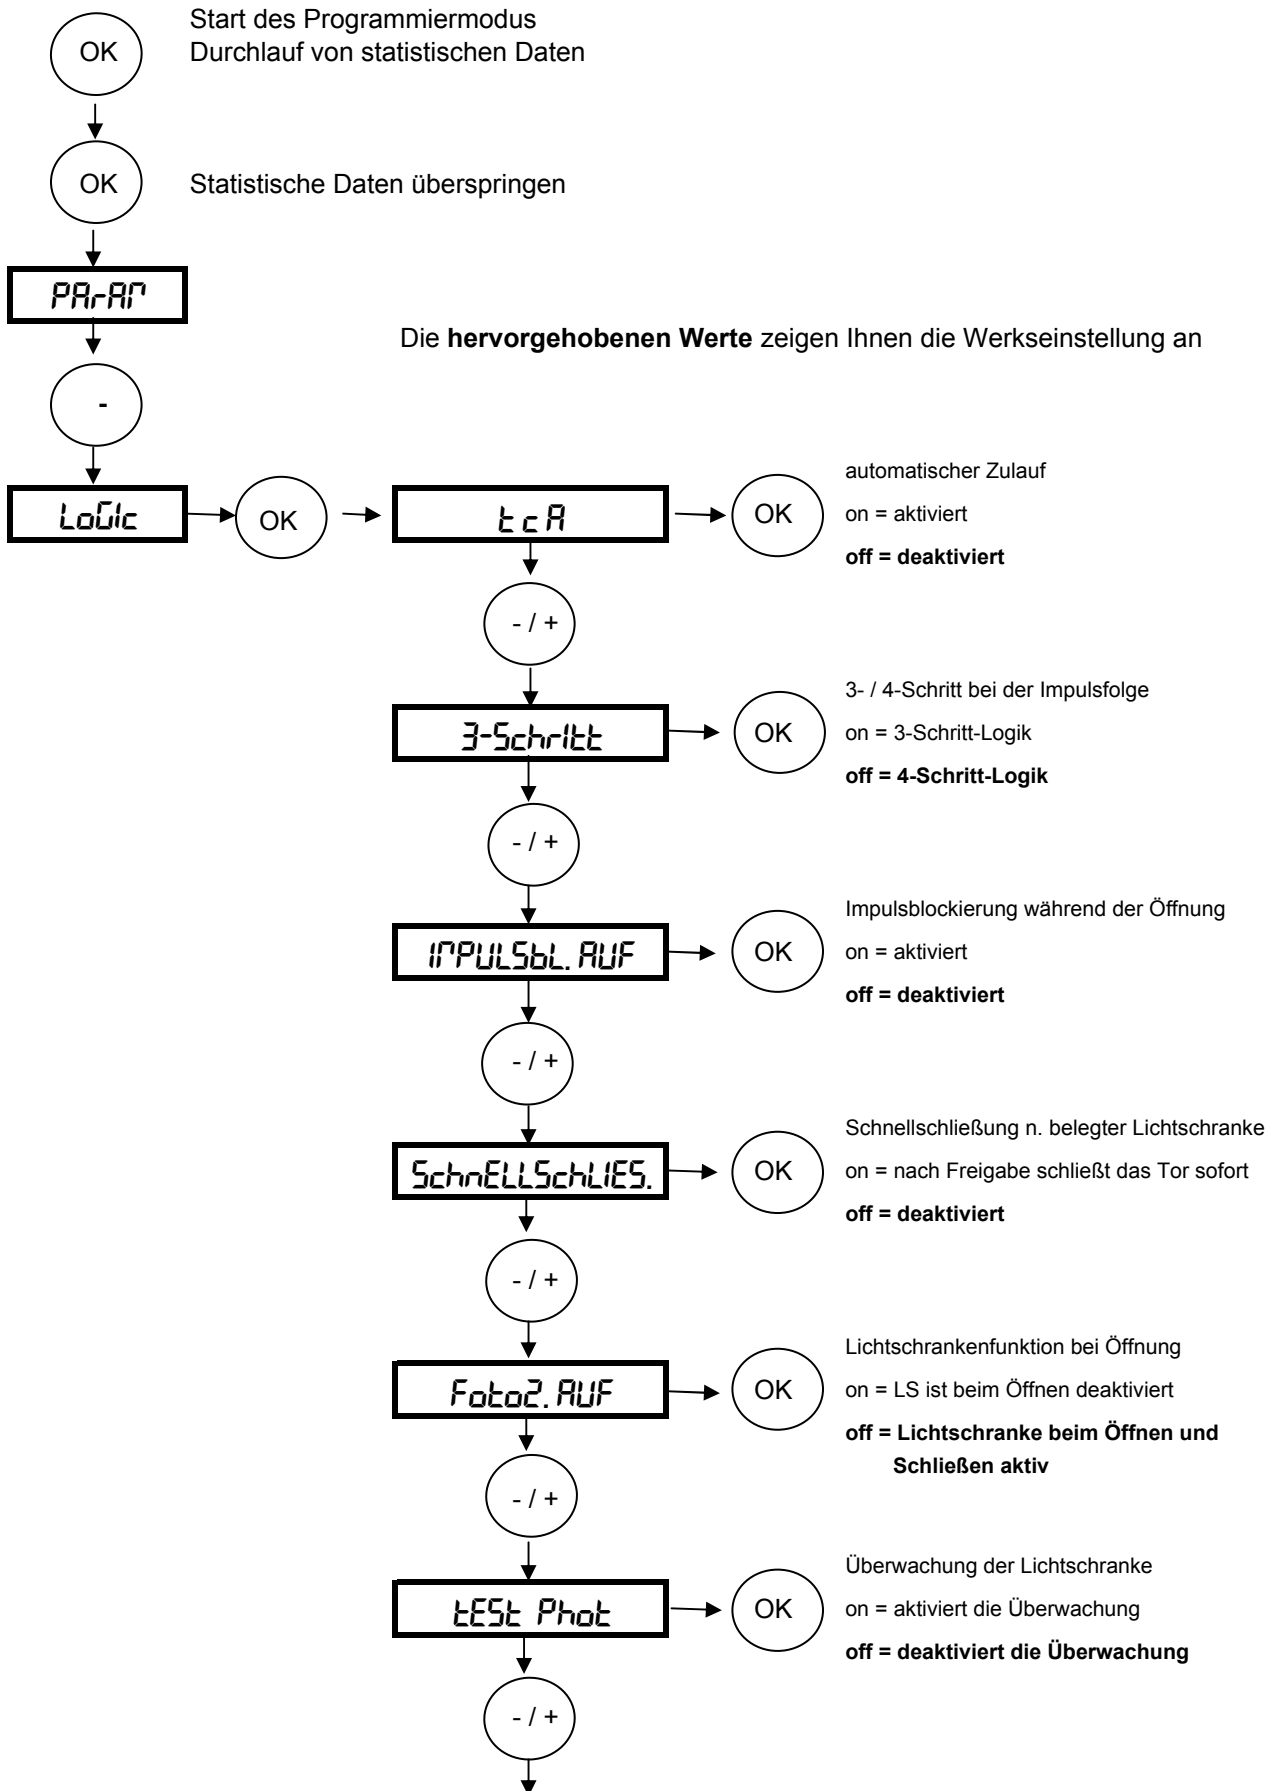 Start des Programmiermodus
OK
Durchlauf von statistischen Daten
OK
Statistische Daten überspringen
PArAM
Die hervorgehobenen Werte zeigen Ihnen die Werkseinstellung an
-
LoGIc
OK
tcA
OK
automatischer Zulauf
on = aktiviert
off = deaktiviert
- / +
3-SchrItt
OK
3- / 4-Schritt bei der Impulsfolge
on = 3-Schritt-Logik
off = 4-Schritt-Logik
- / +
IMPULSbL. AUF
OK
Impulsblockierung während der Öffnung
on = aktiviert
off = deaktiviert
- / +
SchnELLSchLIES.
OK
Schnellschließung n. belegter Lichtschranke
on = nach Freigabe schließt das Tor sofort
off = deaktiviert
- / +
Foto2. AUF
OK
Lichtschrankenfunktion bei Öffnung
on = LS ist beim Öffnen deaktiviert
off = Lichtschranke beim Öffnen und
Schließen aktiv
- / +
tESt Phot
OK
Überwachung der Lichtschranke
on = aktiviert die Überwachung
off = deaktiviert die Überwachung
- / +